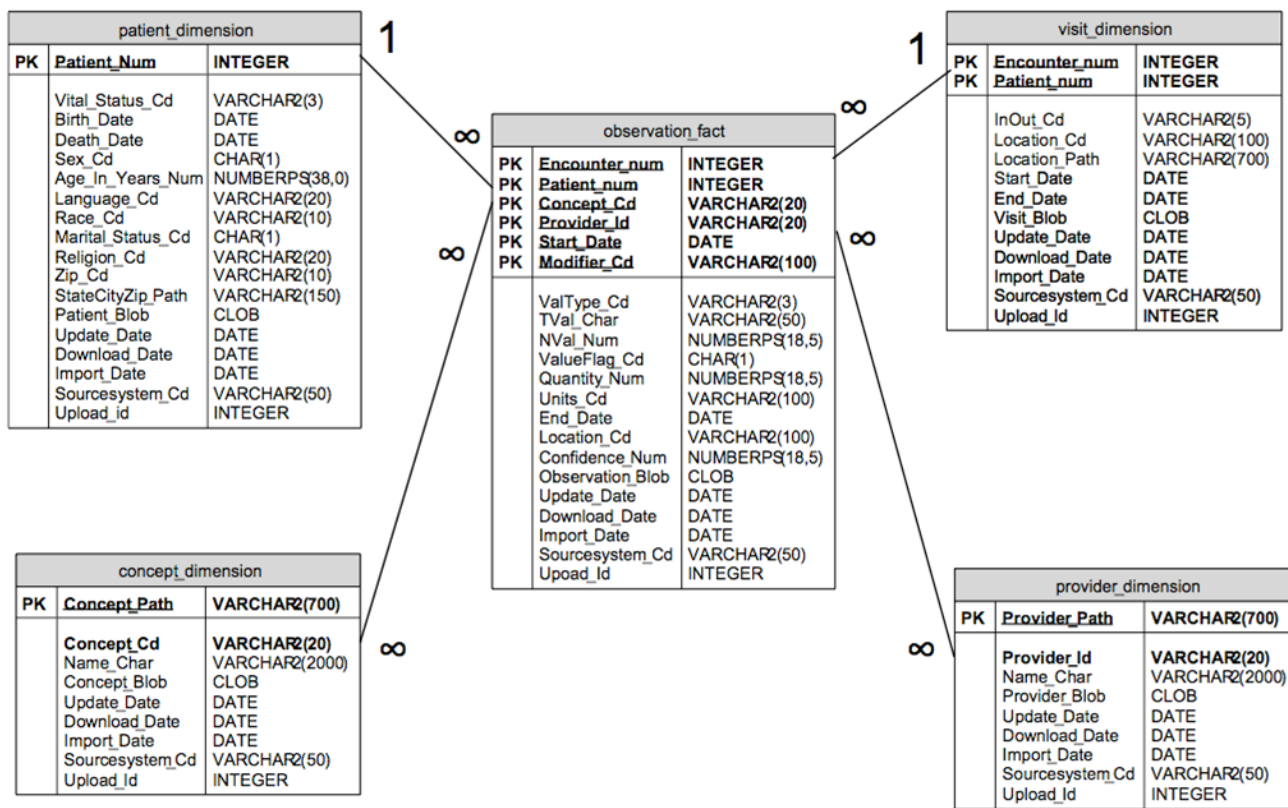 patient_dimension
PK Patient_Num INTEGER
Vital_Status_Cd VARCHAR2(3)
Birth_Date DATE
Death_Date DATE
Sex_Cd CHAR(1)
Age_In_Years_Num NUMBERPS(38,0)
Language_Cd VARCHAR2(20)
Race_Cd VARCHAR2(10)
Marital_Status_Cd CHAR(1)
Religion_Cd VARCHAR2(20)
Zip_Cd VARCHAR2(10)
StateCityZip_Path VARCHAR2(150)
Patient_Blob CLOB
Update_Date DATE
Download_Date DATE
Import_Date DATE
Sourcesystem_Cd VARCHAR2(50)
Upload_id INTEGER
1
∞
1
∞
visit_dimension
PK Encounter_num INTEGER
PK Patient_num INTEGER
InOut_Cd VARCHAR2(5)
Location_Cd VARCHAR2(100)
Location_Path VARCHAR2(700)
Start_Date DATE
End_Date DATE
Visit_Blob CLOB
Update_Date DATE
Download_Date DATE
Import_Date DATE
Sourcesystem_Cd VARCHAR2(50)
Upload_Id INTEGER
observation_fact
PK Encounter_num INTEGER
PK Patient_num INTEGER
PK Concept_Cd VARCHAR2(20)
PK Provider_Id VARCHAR2(20)
PK Start_Date DATE
PK Modifier_Cd VARCHAR2(100)
ValType_Cd VARCHAR2(3)
TVal_Char VARCHAR2(50)
NVal_Num NUMBERPS(18,5)
ValueFlag_Cd CHAR(1)
Quantity_Num NUMBERPS(18,5)
Units_Cd VARCHAR2(100)
End_Date DATE
Location_Cd VARCHAR2(100)
Confidence_Num NUMBERPS(18,5)
Observation_Blob CLOB
Update_Date DATE
Download_Date DATE
Import_Date DATE
Sourcesystem_Cd VARCHAR2(50)
Upoad_Id INTEGER
∞
∞
∞
∞
concept_dimension
PK Concept_Path VARCHAR2(700)
Concept_Cd VARCHAR2(20)
Name_Char VARCHAR2(2000)
Concept_Blob CLOB
Update_Date DATE
Download_Date DATE
Import_Date DATE
Sourcesystem_Cd VARCHAR2(50)
Upload_Id INTEGER
provider_dimension
PK Provider_Path VARCHAR2(700)
Provider_Id VARCHAR2(20)
Name_Char VARCHAR2(2000)
Provider_Blob CLOB
Update_Date DATE
Download_Date DATE
Import_Date DATE
Sourcesystem_Cd VARCHAR2(50)
Upload_Id INTEGER